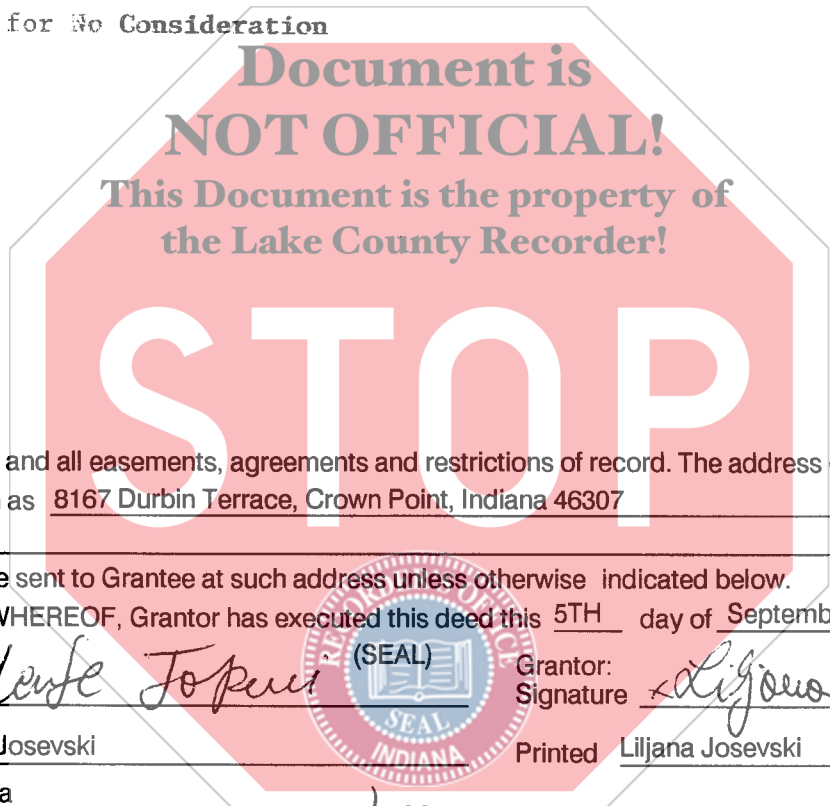 for No Consideration
Document is
NOT OFFICIAL!
This Document is the property of
the Lake County Recorder!
STOP
and all easements, agreements and restrictions of record. The address
as 8167 Durbin Terrace, Crown Point, Indiana 46307
e sent to Grantee at such address unless otherwise indicated below.
WHEREOF, Grantor has executed this deed this 5TH day of Septemb
(SEAL)
Grantor:
Signature
Josevski
Printed Liljana Josevski
a
RECORDER'S OFFICE
SEAL
INDIANA